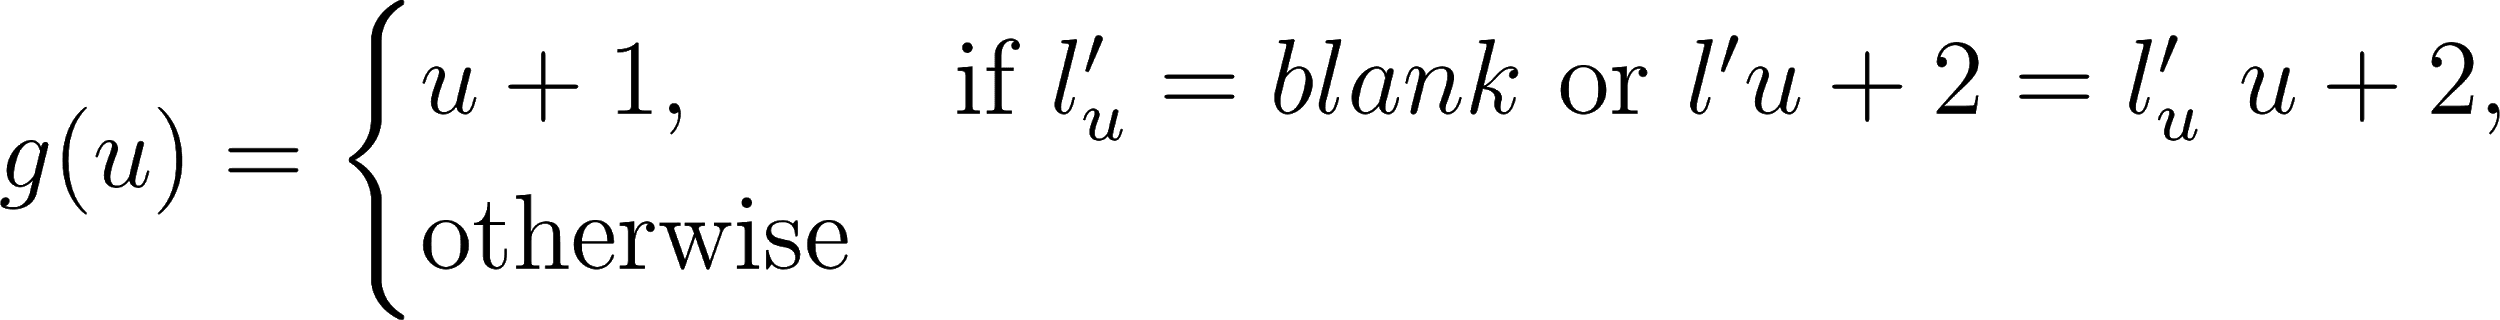 g(u) = { u + 1, if l'_u = blank or l'u + 2 = l'_u u + 2,
otherwise